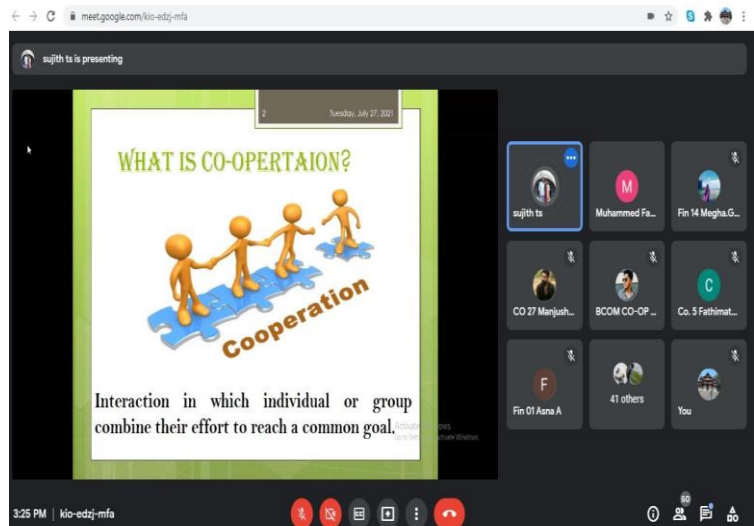 meet.google.com/kio-edzj-mfa
sujith ts is presenting
2 Tuesday, July 27, 2021
WHAT IS CO-OPERTAION?
Cooperation
Interaction in which individual or group
combine their effort to reach a common goal.
sujith ts
M
Muhammed Fa...
Fin 14 Megha.G...
CO 27 Manjush...
BCOM CO-OP ...
C
Co. 5 Fathimat...
F
Fin 01 Asna A
41 others
You
3:25 PM | kio-edzj-mfa
50